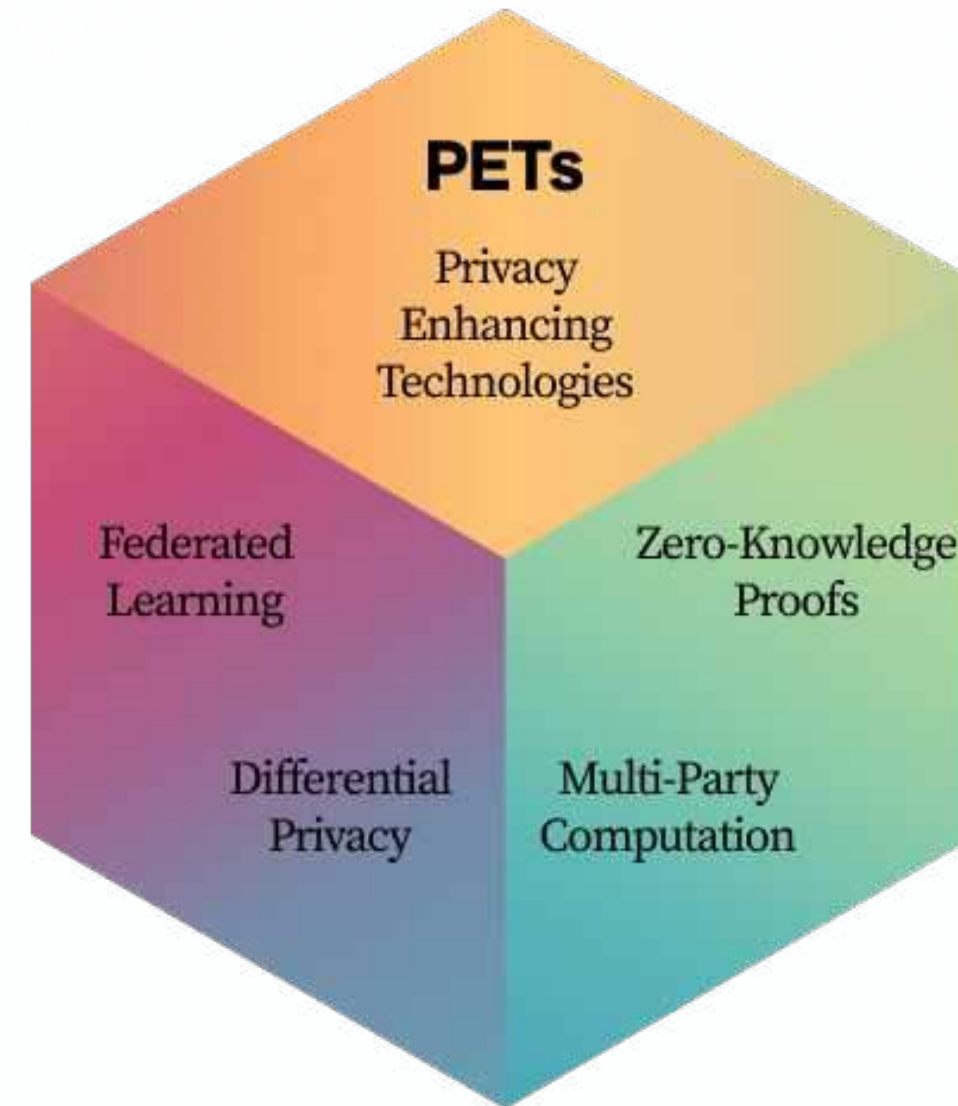 PETs
Privacy
Enhancing
Technologies
Federated
Learning
Zero-Knowledge
Proofs
Differential
Privacy
Multi-Party
Computation